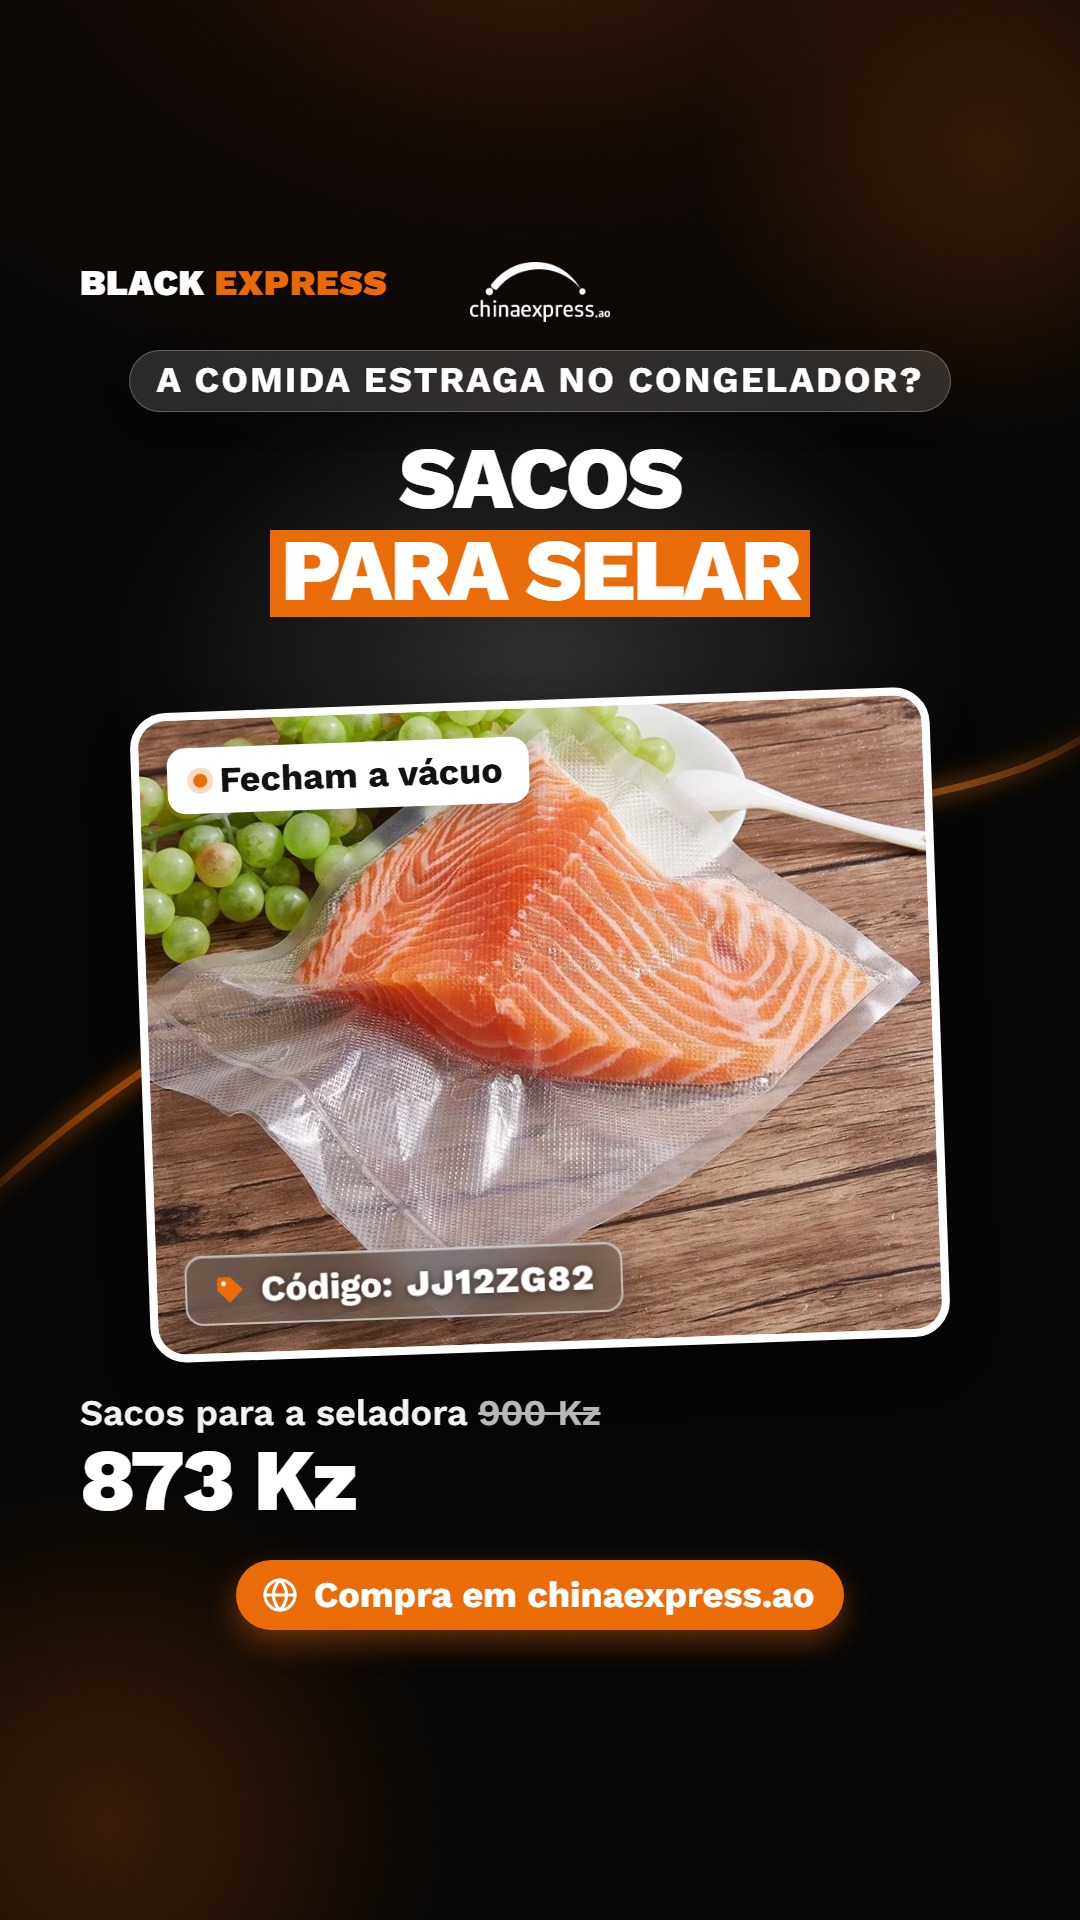 BLACK EXPRESS
chinaexpress.ao
A COMIDA ESTRAGA NO CONGELADOR?
SACOS
PARA SELAR
Fecham a vácuo
Código: JJ12ZG82
Sacos para a seladora 900 Kz
873 Kz
Compra em chinaexpress.ao